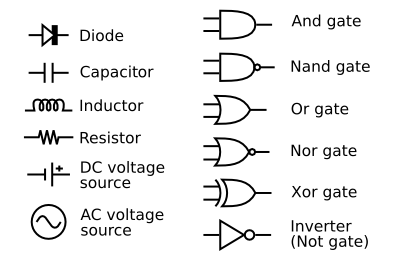 Diode
Capacitor
Inductor
Resistor
DC voltage
source
AC voltage
source
And gate
Nand gate
Or gate
Nor gate
Xor gate
Inverter
(Not gate)